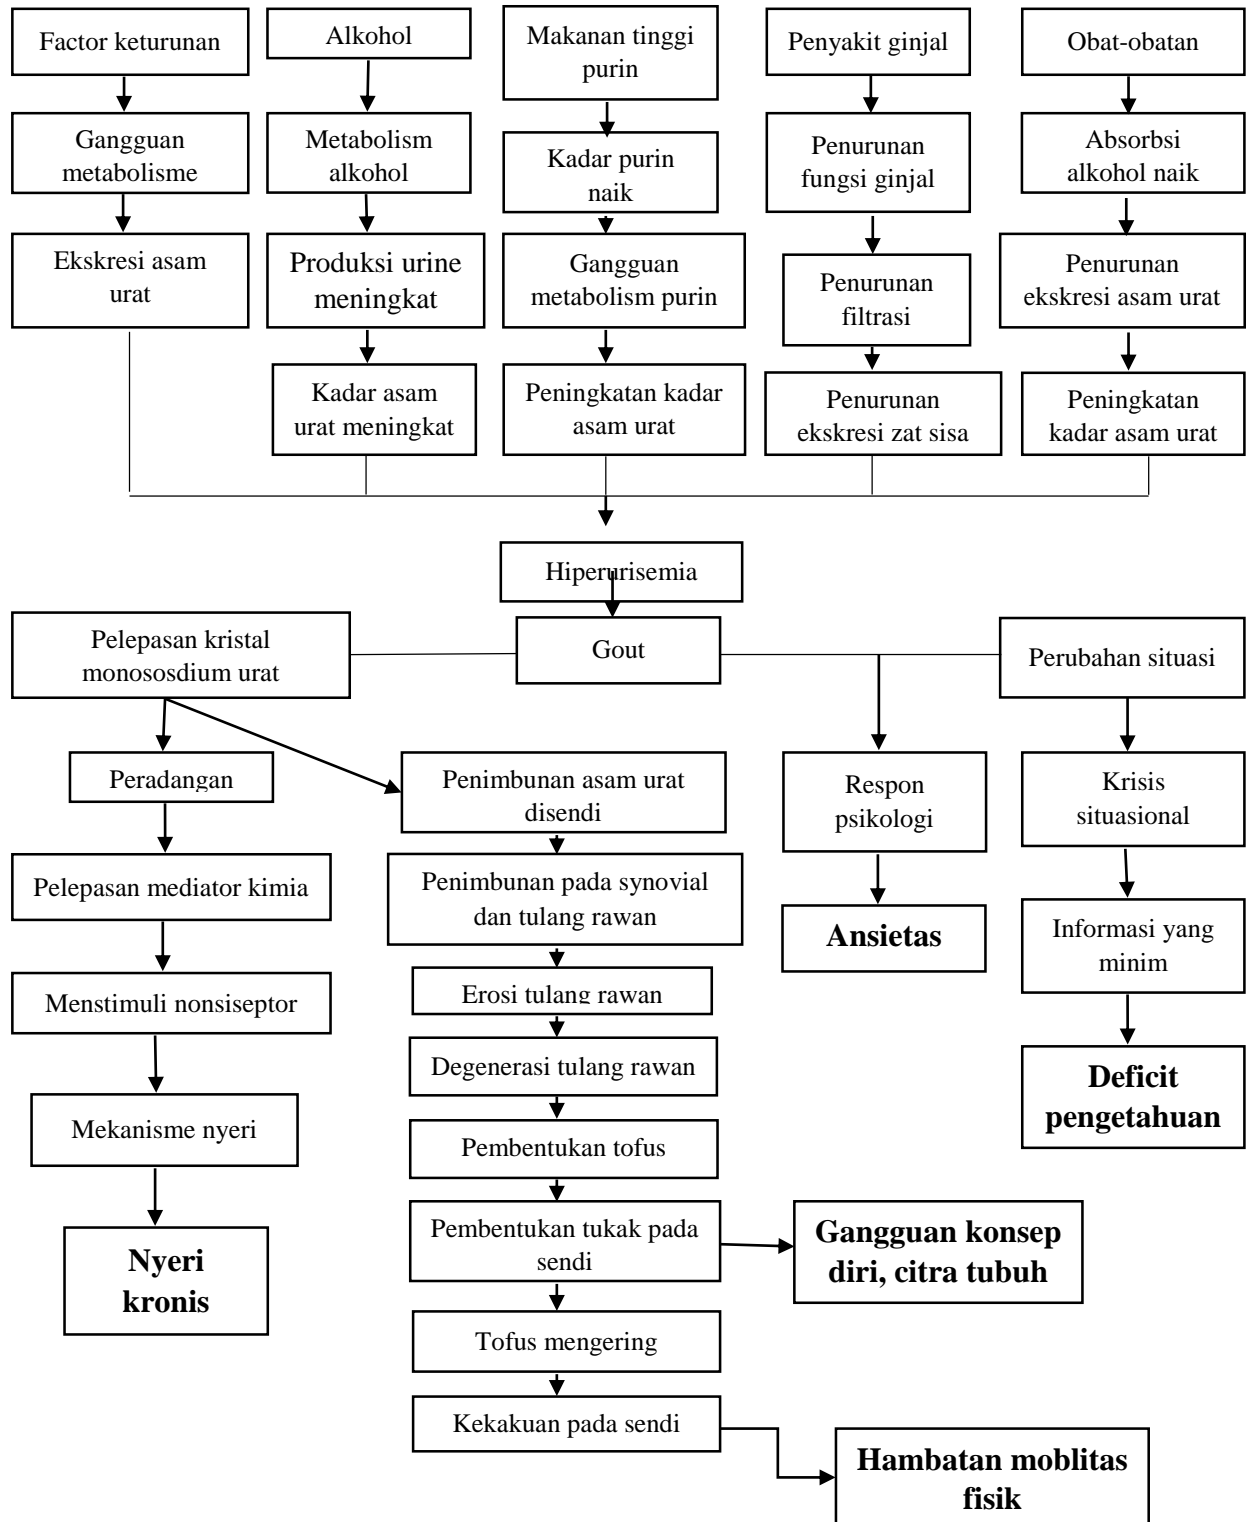 Factor keturunan
Alkohol
Makanan tinggi
purin
Penyakit ginjal
Obat-obatan
Gangguan
metabolisme
Metabolism
alkohol
Kadar purin
naik
Penurunan
fungsi ginjal
Absorbsi
alkohol naik
Ekskresi asam
urat
Produksi urine
meningkat
Gangguan
metabolism purin
Penurunan
filtrasi
Penurunan
ekskresi asam urat
Kadar asam
urat meningkat
Peningkatan kadar
asam urat
Penurunan
ekskresi zat sisa
Peningkatan
kadar asam urat
Hiperurisemia
Pelepasan kristal
monososdium urat
Gout
Perubahan situasi
Peradangan
Penimbunan asam urat
disendi
Respon
psikologi
Krisis
situasional
Pelepasan mediator kimia
Penimbunan pada synovial
dan tulang rawan
Ansietas
Informasi yang
minim
Menstimuli nonsiseptor
Erosi tulang rawan
Degenerasi tulang rawan
Deficit
pengetahuan
Mekanisme nyeri
Pembentukan tofus
Nyeri
kronis
Pembentukan tukak pada
sendi
Gangguan konsep
diri, citra tubuh
Tofus mengering
Kekakuan pada sendi
Hambatan moblitas
fisik